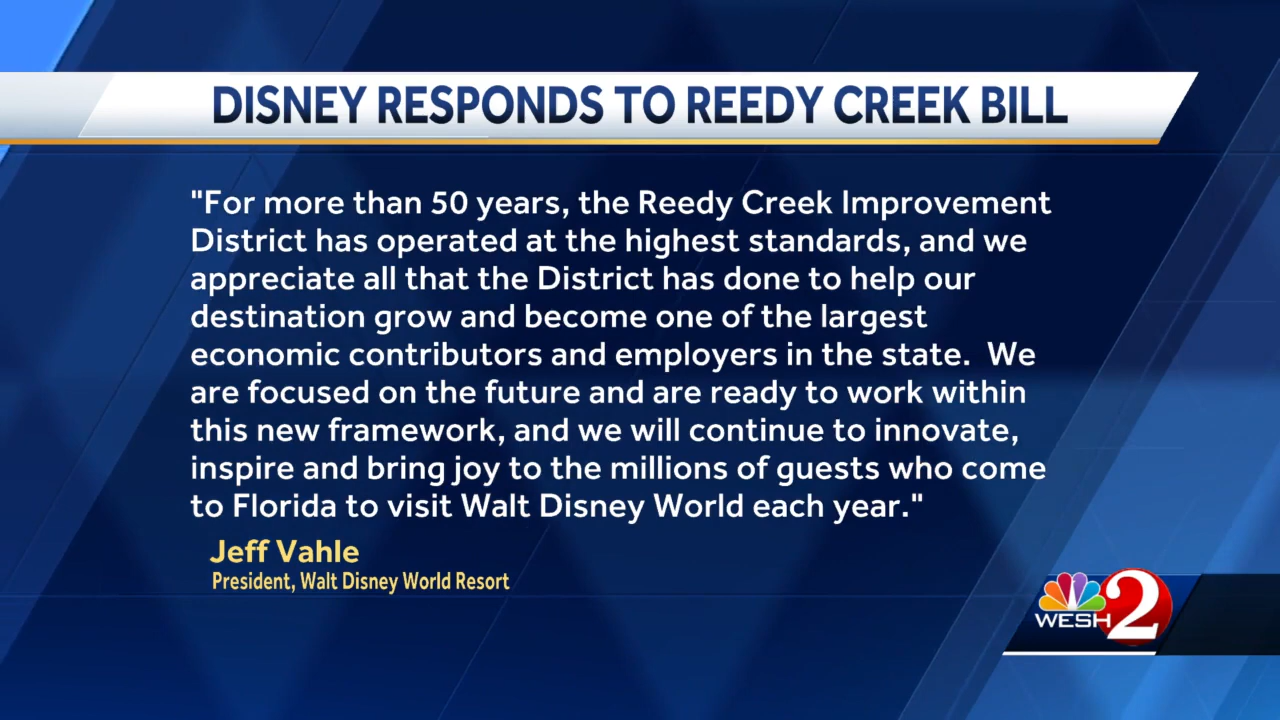 DISNEY RESPONDS TO REEDY CREEK BILL
"For more than 50 years, the Reedy Creek Improvement
District has operated at the highest standards, and we
appreciate all that the District has done to help our
destination grow and become one of the largest
economic contributors and employers in the state.  We
are focused on the future and are ready to work within
this new framework, and we will continue to innovate,
inspire and bring joy to the millions of guests who come
to Florida to visit Walt Disney World each year."
Jeff Vahle
President, Walt Disney World Resort
WESH 2